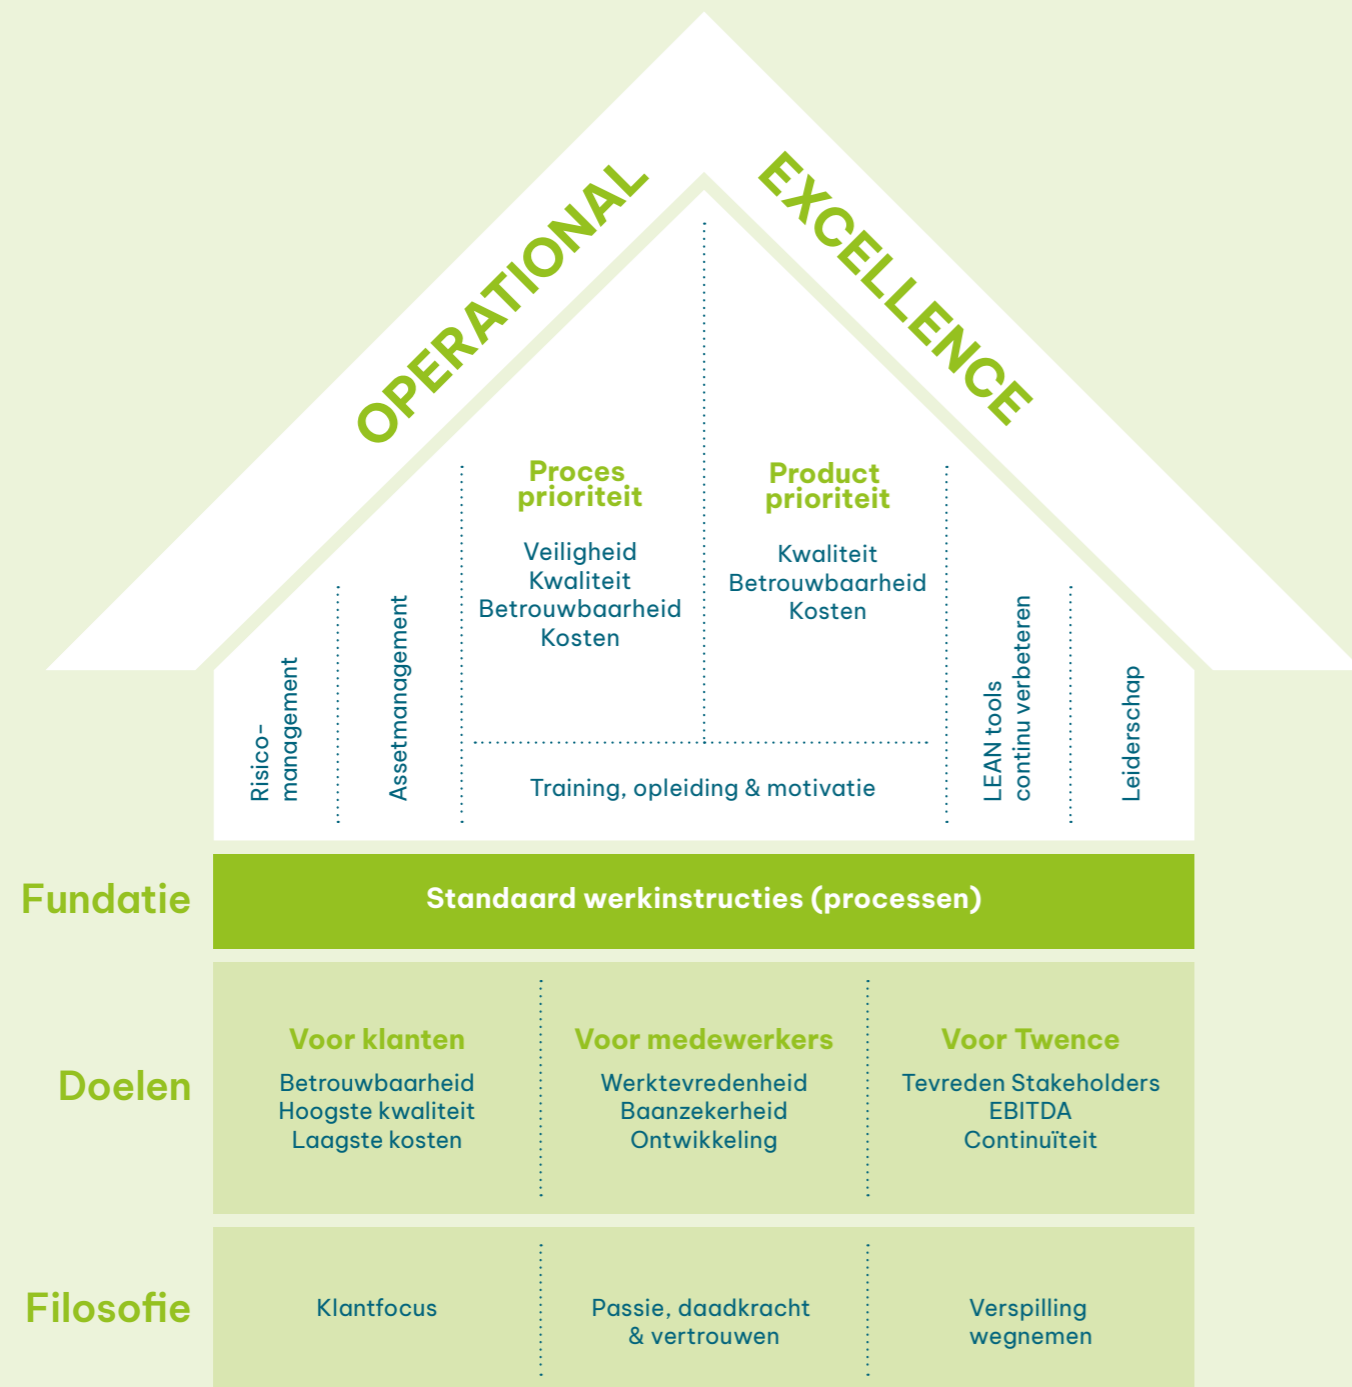 OPERATIONAL
EXCELLENCE
Proces
prioriteit
Veiligheid
Kwaliteit
Betrouwbaarheid
Kosten
Product
prioriteit
Kwaliteit
Betrouwbaarheid
Kosten
Risico-
management
Assetmanagement
Training, opleiding & motivatie
LEAN tools
continu verbeteren
Leiderschap
Fundatie
Standaard werkinstructies (processen)
Doelen
Voor klanten
Betrouwbaarheid
Hoogste kwaliteit
Laagste kosten
Voor medewerkers
Werktevredenheid
Baanzekerheid
Ontwikkeling
Voor Twence
Tevreden Stakeholders
EBITDA
Continuïteit
Filosofie
Klantfocus
Passie, daadkracht
& vertrouwen
Verspilling
wegnemen